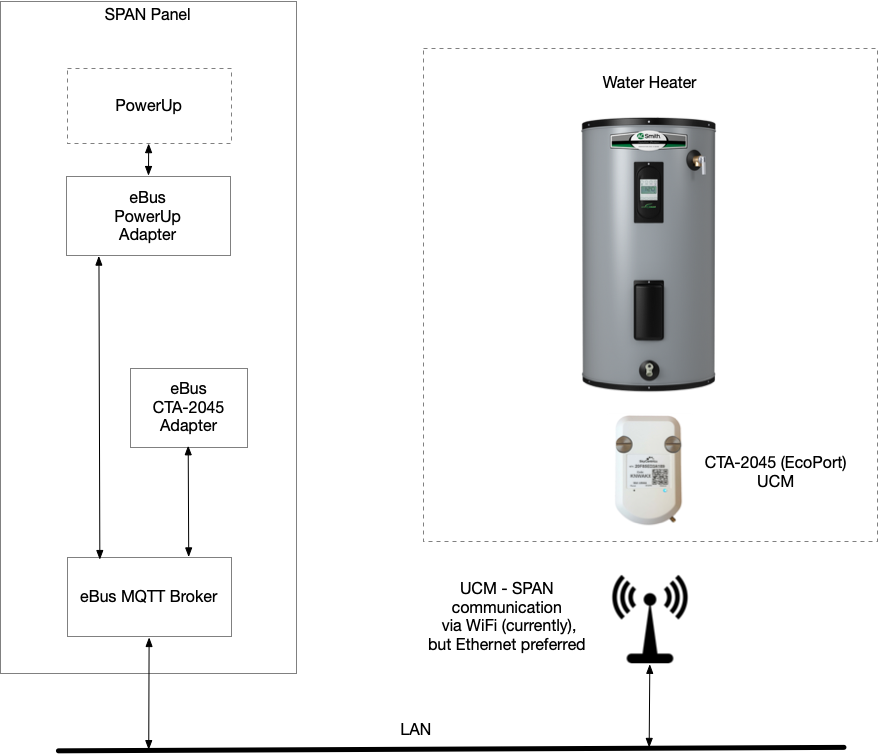 SPAN Panel
PowerUp
eBus
PowerUp
Adapter
eBus
CTA-2045
Adapter
eBus MQTT Broker
Water Heater
Smith
CTA-2045 (EcoPort)
UCM
UCM - SPAN
communication
via WiFi (currently),
but Ethernet preferred
LAN